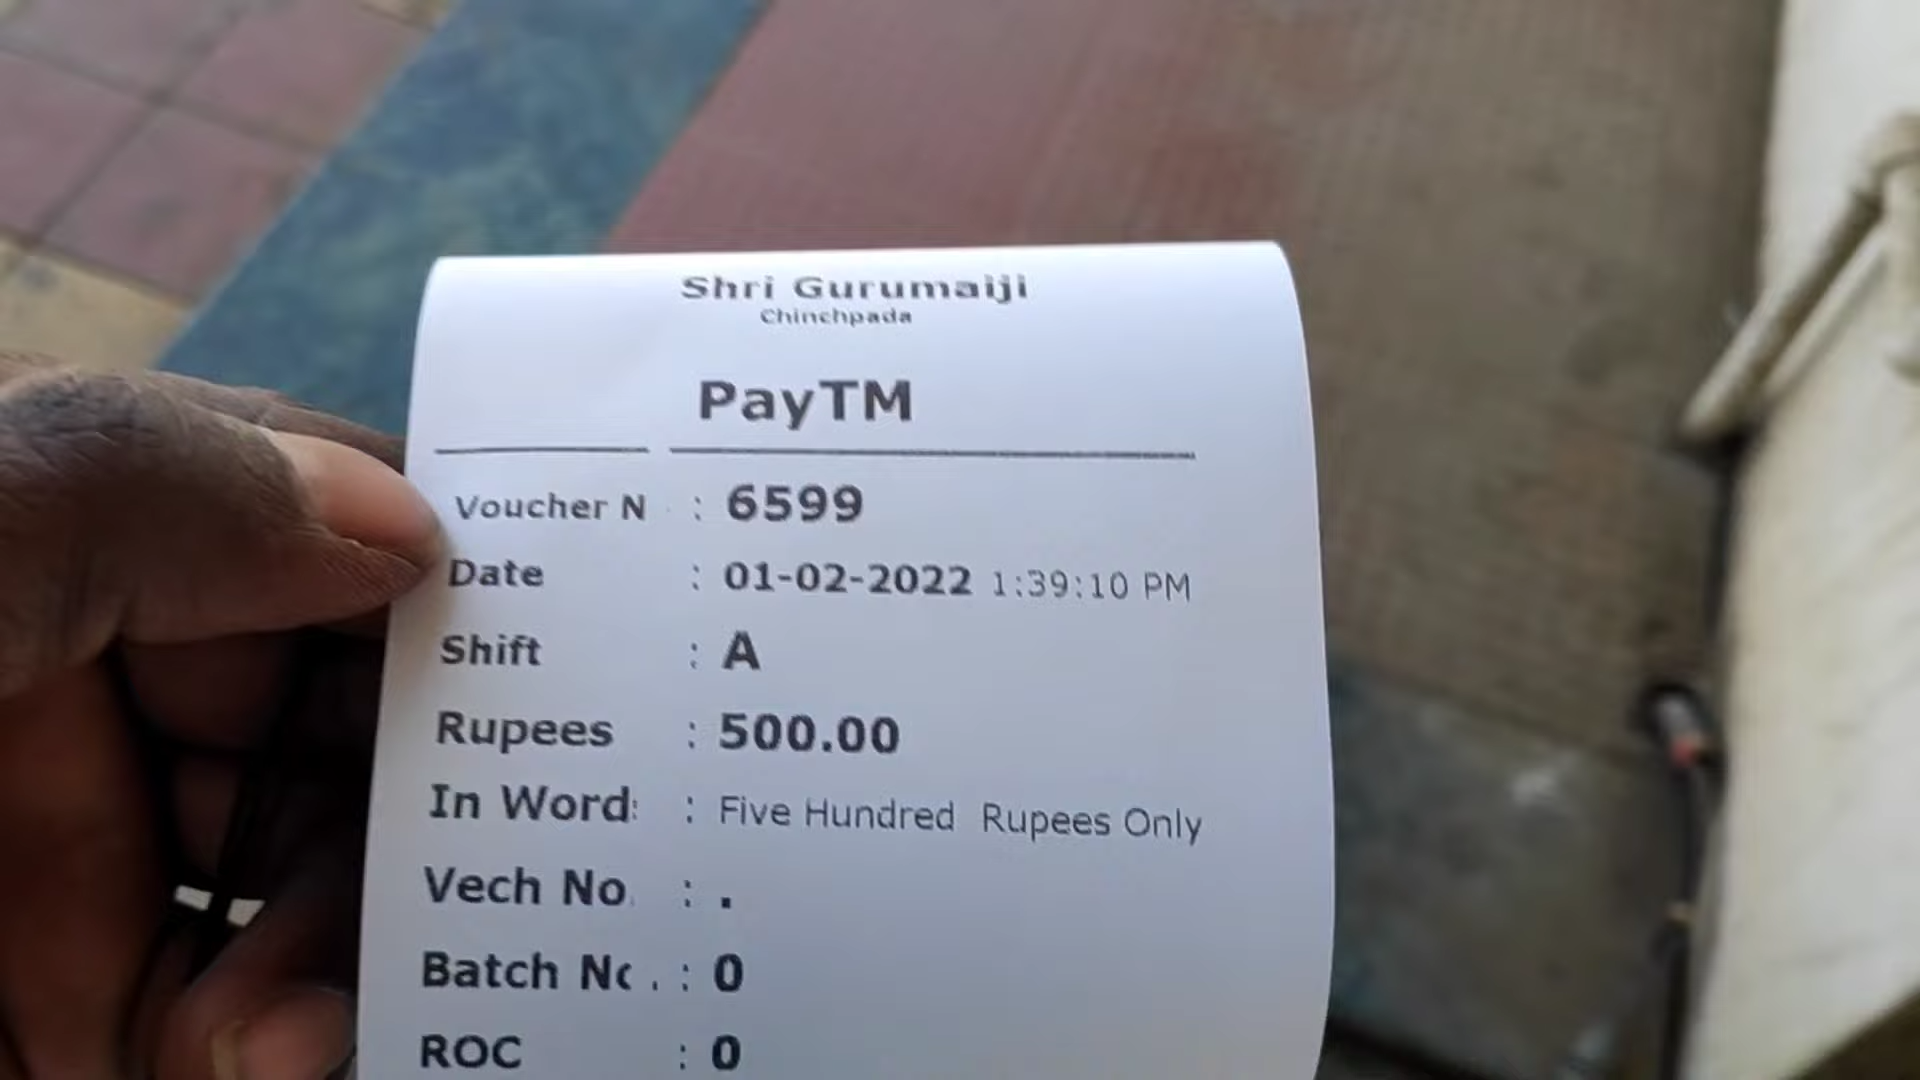 Shri Gurumaiji
Chinchpada
PayTM
Voucher N : 6599
Date : 01-02-2022 1:39:10 PM
Shift : A
Rupees : 500.00
In Word : Five Hundred Rupees Only
Vech No. : .
Batch No. : 0
ROC : 0